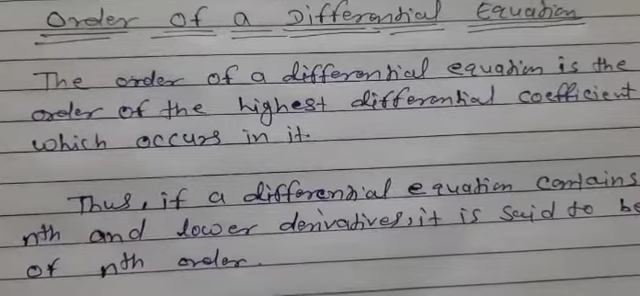 Order of a Differential Equation
The order of a differential equation is the
order of the highest differential coefficient
which occurs in it.
Thus, if a differential equation contains
nth and lower derivatives, it is said to be
of nth order.